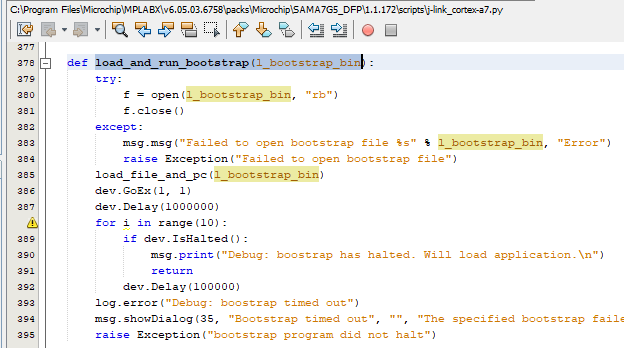 C:\Program Files\Microchip\MPLABX\v6.05.03.6758\packs\Microchip\SAMA7G5_DFP\1.1.172\scripts\j-link_cortex-a7.py
377
378 def load_and_run_bootstrap(l_bootstrap_bin):
379 try:
380 f = open(l_bootstrap_bin, "rb")
381 f.close()
382 except:
383 msg.msg("Failed to open bootstrap file %s" % l_bootstrap_bin, "Error")
384 raise Exception("Failed to open bootstrap file")
385 load_file_and_pc(l_bootstrap_bin)
386 dev.GoEx(1, 1)
387 dev.Delay(1000000)
for i in range(10):
389 if dev.IsHalted():
390 msg.print("Debug: boostrap has halted. Will load application.\n")
391 return
392 dev.Delay(100000)
393 log.error("Debug: boostrap timed out")
394 msg.showDialog(35, "Bootstrap timed out", "", "The specified bootstrap faile
395 raise Exception("bootstrap program did not halt")